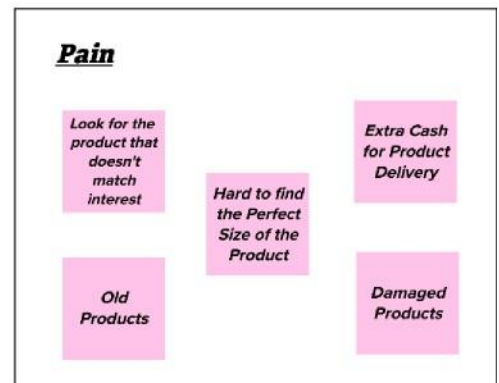 Pain
Look for the
product that
doesn't
match
interest
Extra Cash
for Product
Delivery
Hard to find
the Perfect
Size of the
Product
Old
Products
Damaged
Products